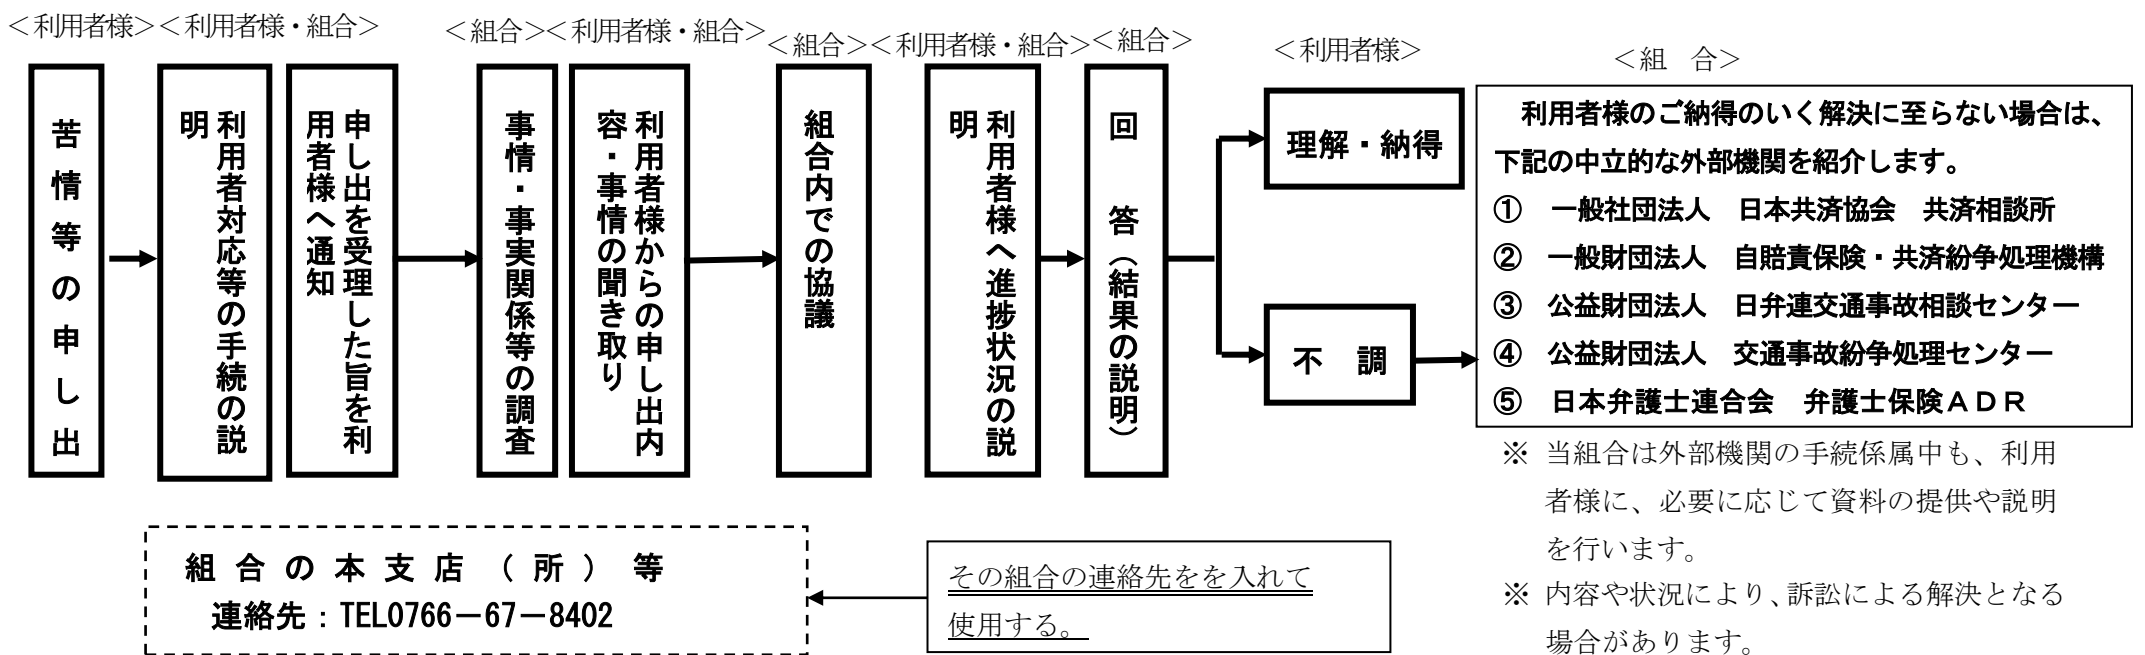 ＜利用者様＞＜利用者様・組合＞
＜組合＞＜利用者様・組合＞
＜組合＞＜利用者様・組合＞
＜組合＞
＜利用者様＞
＜組　合＞
苦情等の申し出
利用者対応等の手続の説
明
申し出を受理した旨を利
用者様へ通知
事情・事実関係等の調査
利用者様からの申し出内
容・事情の聞き取り
組合内での協議
利用者様へ進捗状況の説
明
回　答（結果の説明）
理解・納得
不　調
利用者様のご納得のいく解決に至らない場合は、
下記の中立的な外部機関を紹介します。
①　一般社団法人　日本共済協会　共済相談所
②　一般財団法人　自賠責保険・共済紛争処理機構
③　公益財団法人　日弁連交通事故相談センター
④　公益財団法人　交通事故紛争処理センター
⑤　日本弁護士連合会　弁護士保険ＡＤＲ
※ 当組合は外部機関の手続係属中も、利用
者様に、必要に応じて資料の提供や説明
を行います。
※ 内容や状況により、訴訟による解決となる
場合があります。
組合の本支店（所）等
連絡先：TEL0766－67－8402
その組合の連絡先をを入れて
使用する。